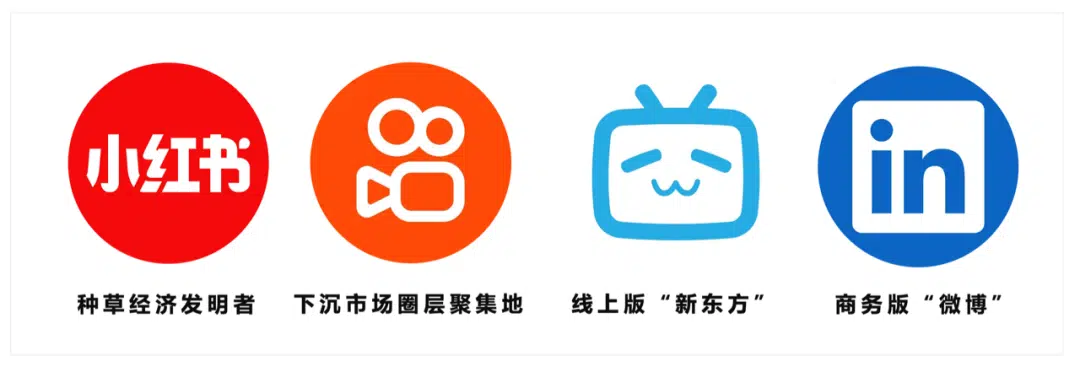 小红书
in
种草经济发明者
下沉市场圈层聚集地
线上版“新东方”
商务版“微博”